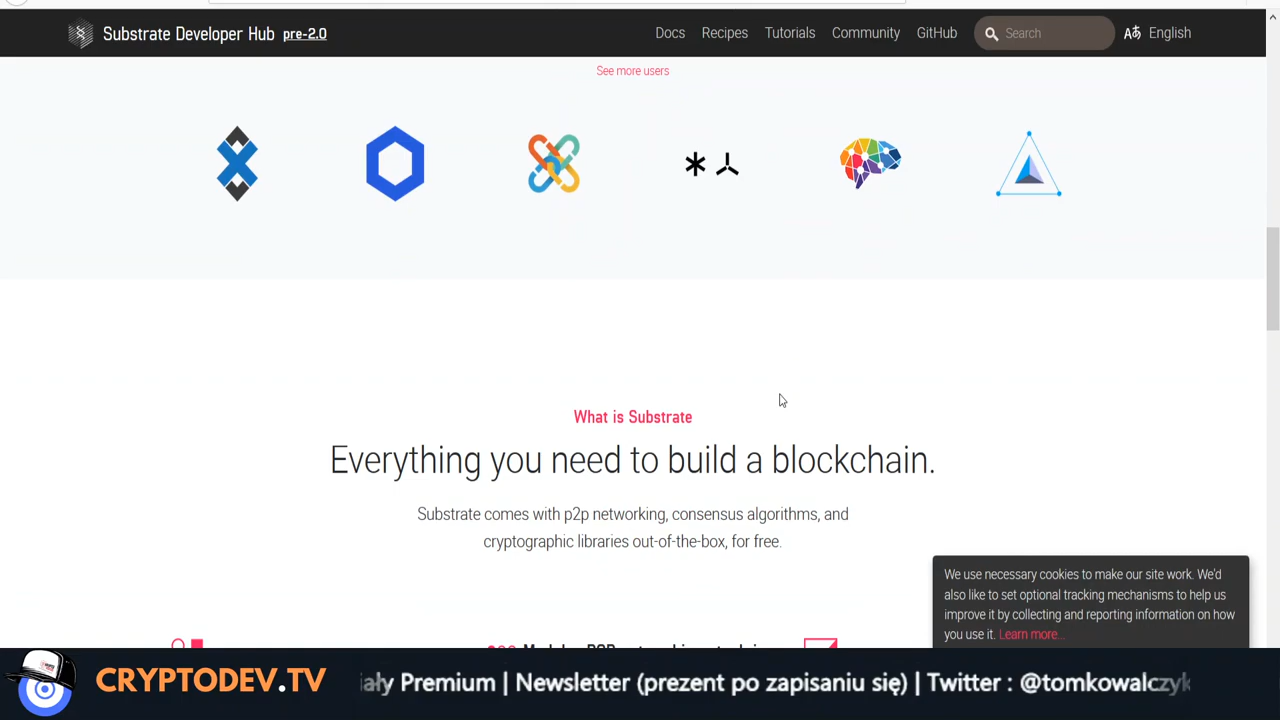 Substrate Developer Hub pre-2.0
Docs Recipes Tutorials Community GitHub Search English
See more users
What is Substrate
Everything you need to build a blockchain.
Substrate comes with p2p networking, consensus algorithms, and
cryptographic libraries out-of-the-box, for free.
We use necessary cookies to make our site work. We'd
also like to set optional tracking mechanisms to help us
improve it by collecting and reporting information on how
you use it. Learn more...
CRYPTODEV.TV
iały Premium | Newsletter (prezent po zapisaniu się) | Twitter : @tomkowalczyk